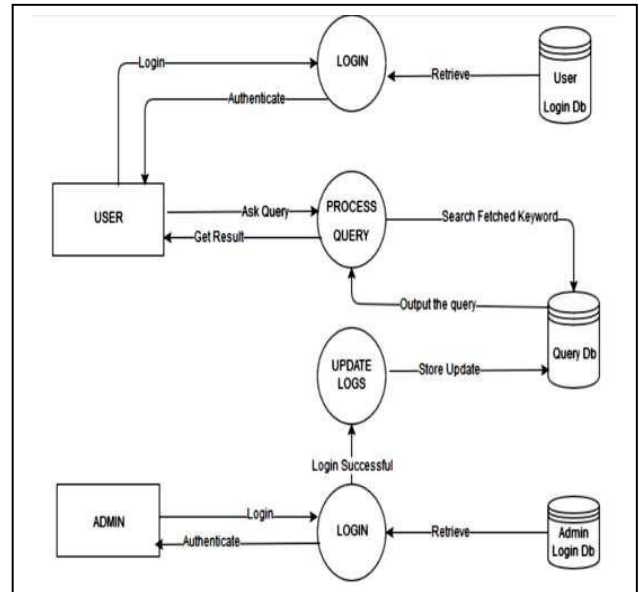 LOGIN
Login
Retrieve
User
Login Db
Authenticate
USER
Ask Query
PROCESS
QUERY
Search Fetched Keyword
Get Result
Output the query
Query Db
UPDATE
LOGS
Store Update
Login Successful
ADMIN
Login
LOGIN
Retrieve
Admin
Login Db
Authenticate